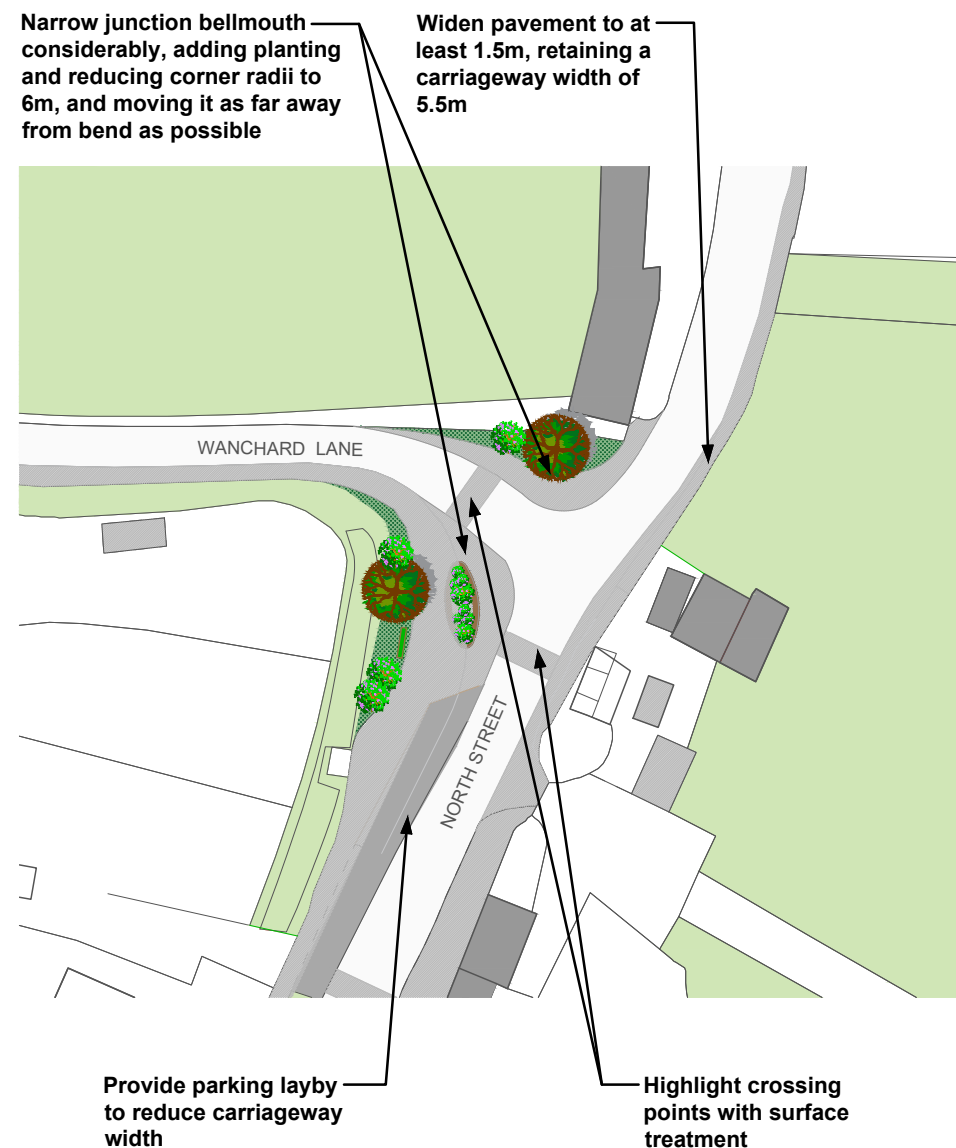 Narrow junction bellmouth
considerably, adding planting
and reducing corner radii to
6m, and moving it as far away
from bend as possible
Widen pavement to at
least 1.5m, retaining a
carriageway width of
5.5m
WANCHARD LANE
NORTH STREET
Provide parking layby
to reduce carriageway
width
Highlight crossing
points with surface
treatment